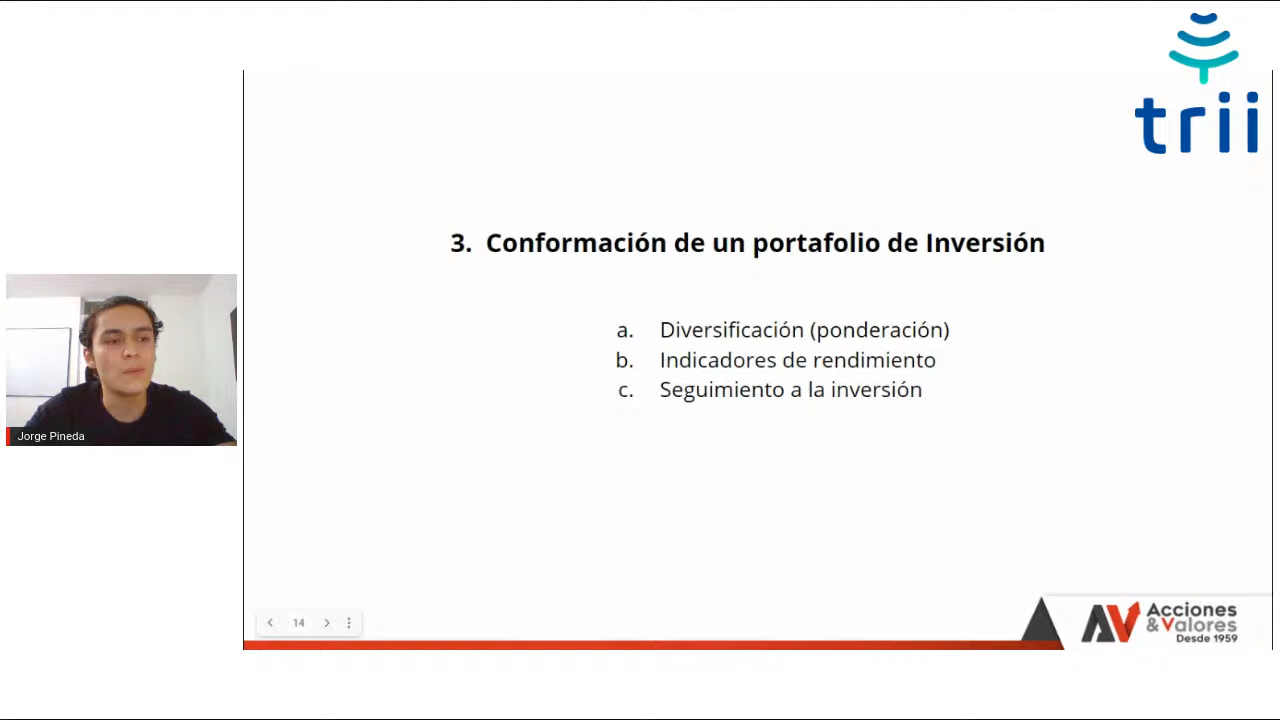 trii
3. Conformación de un portafolio de Inversión
a. Diversificación (ponderación)
b. Indicadores de rendimiento
c. Seguimiento a la inversión
Jorge Pineda
14
AV Acciones
& Valores
Desde 1959